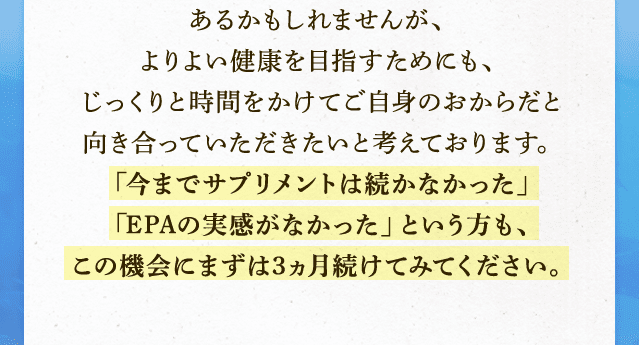 あるかもしれませんが、
よりよい健康を目指すためにも、
じっくりと時間をかけてご自身のおからだと
向き合っていただきたいと考えております。
「今までサプリメントは続かなかった」
「EPAの実感がなかった」という方も、
この機会にまずは3ヵ月続けてみてください。